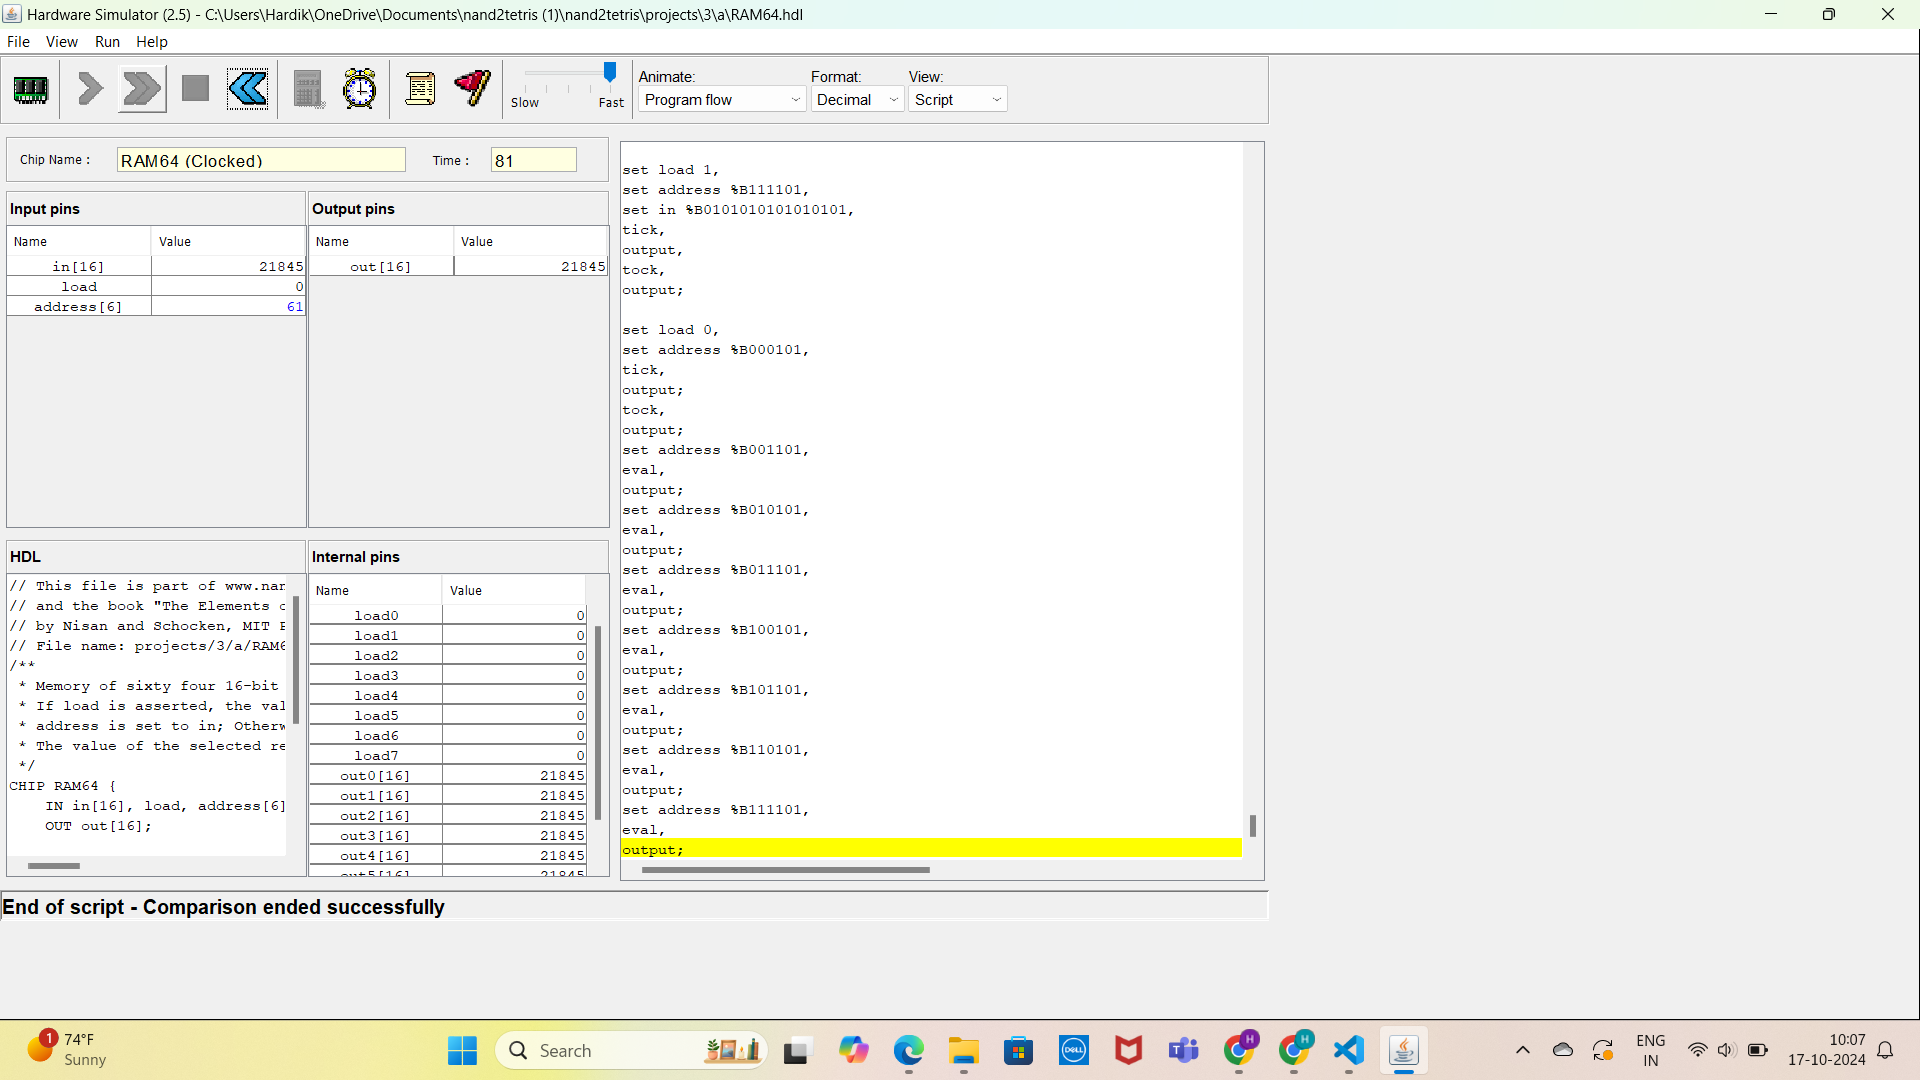 Hardware Simulator (2.5) - C:\Users\Hardik\OneDrive\Documents\nand2tetris (1)\nand2tetris\projects\3\a\RAM64.hdl
File View Run Help
Slow Fast
Animate: Format: View:
Program flow Decimal Script
Chip Name : RAM64 (Clocked) Time : 81
Input pins
Name Value
in[16] 21845
load 0
address[6] 61
Output pins
Name Value
out[16] 21845
HDL
// This file is part of www.nan
// and the book "The Elements o
// by Nisan and Schocken, MIT P
// File name: projects/3/a/RAM6
/**
* Memory of sixty four 16-bit
* If load is asserted, the val
* address is set to in; Otherw
* The value of the selected re
*/
CHIP RAM64 {
IN in[16], load, address[6]
OUT out[16];
Internal pins
Name Value
load0 0
load1 0
load2 0
load3 0
load4 0
load5 0
load6 0
load7 0
out0[16] 21845
out1[16] 21845
out2[16] 21845
out3[16] 21845
out4[16] 21845
out5[16] 21845
set load 1,
set address %B111101,
set in %B0101010101010101,
tick,
output,
tock,
output;
set load 0,
set address %B000101,
tick,
output;
tock,
output;
set address %B001101,
eval,
output;
set address %B010101,
eval,
output;
set address %B011101,
eval,
output;
set address %B100101,
eval,
output;
set address %B101101,
eval,
output;
set address %B110101,
eval,
output;
set address %B111101,
eval,
output;
End of script - Comparison ended successfully
1
74°F
Sunny
Search
DELL
H
H
ENG
IN
10:07
17-10-2024